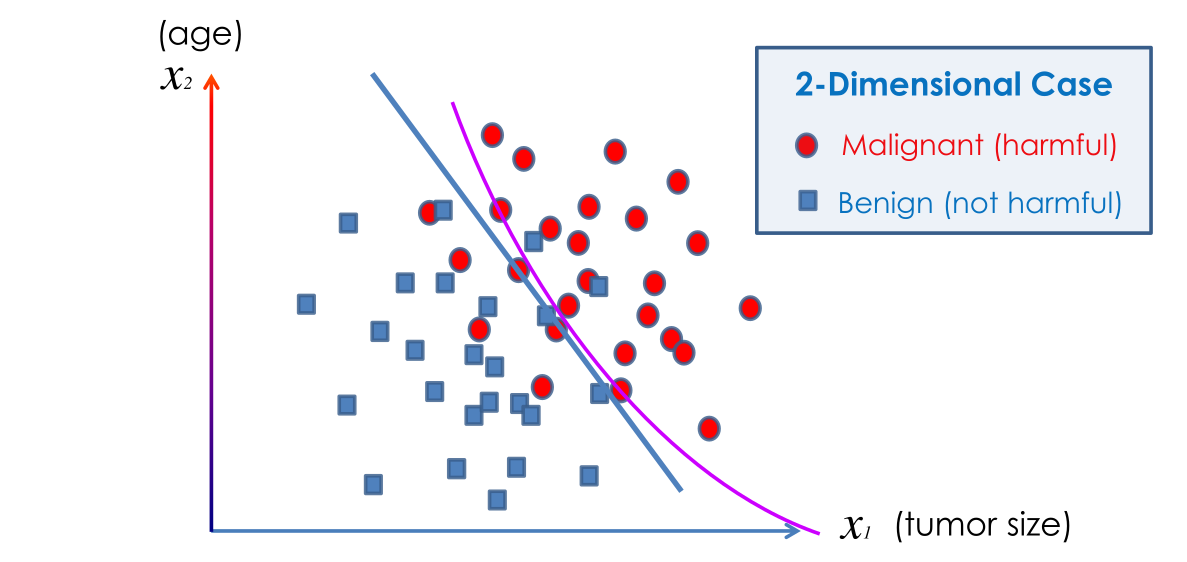 (age)
x2
2-Dimensional Case
Malignant (harmful)
Benign (not harmful)
x1 (tumor size)